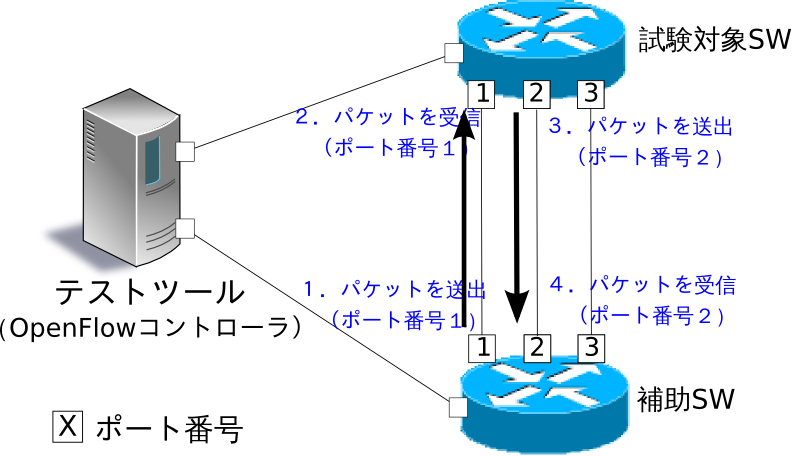 試験対象SW
1 2 3
2．パケットを受信
（ポート番号１）
３．パケットを送出
（ポート番号２）
テストツール
（OpenFlowコントローラ）
１．パケットを送出
（ポート番号１）
４．パケットを受信
（ポート番号２）
1 2 3
補助SW
X ポート番号